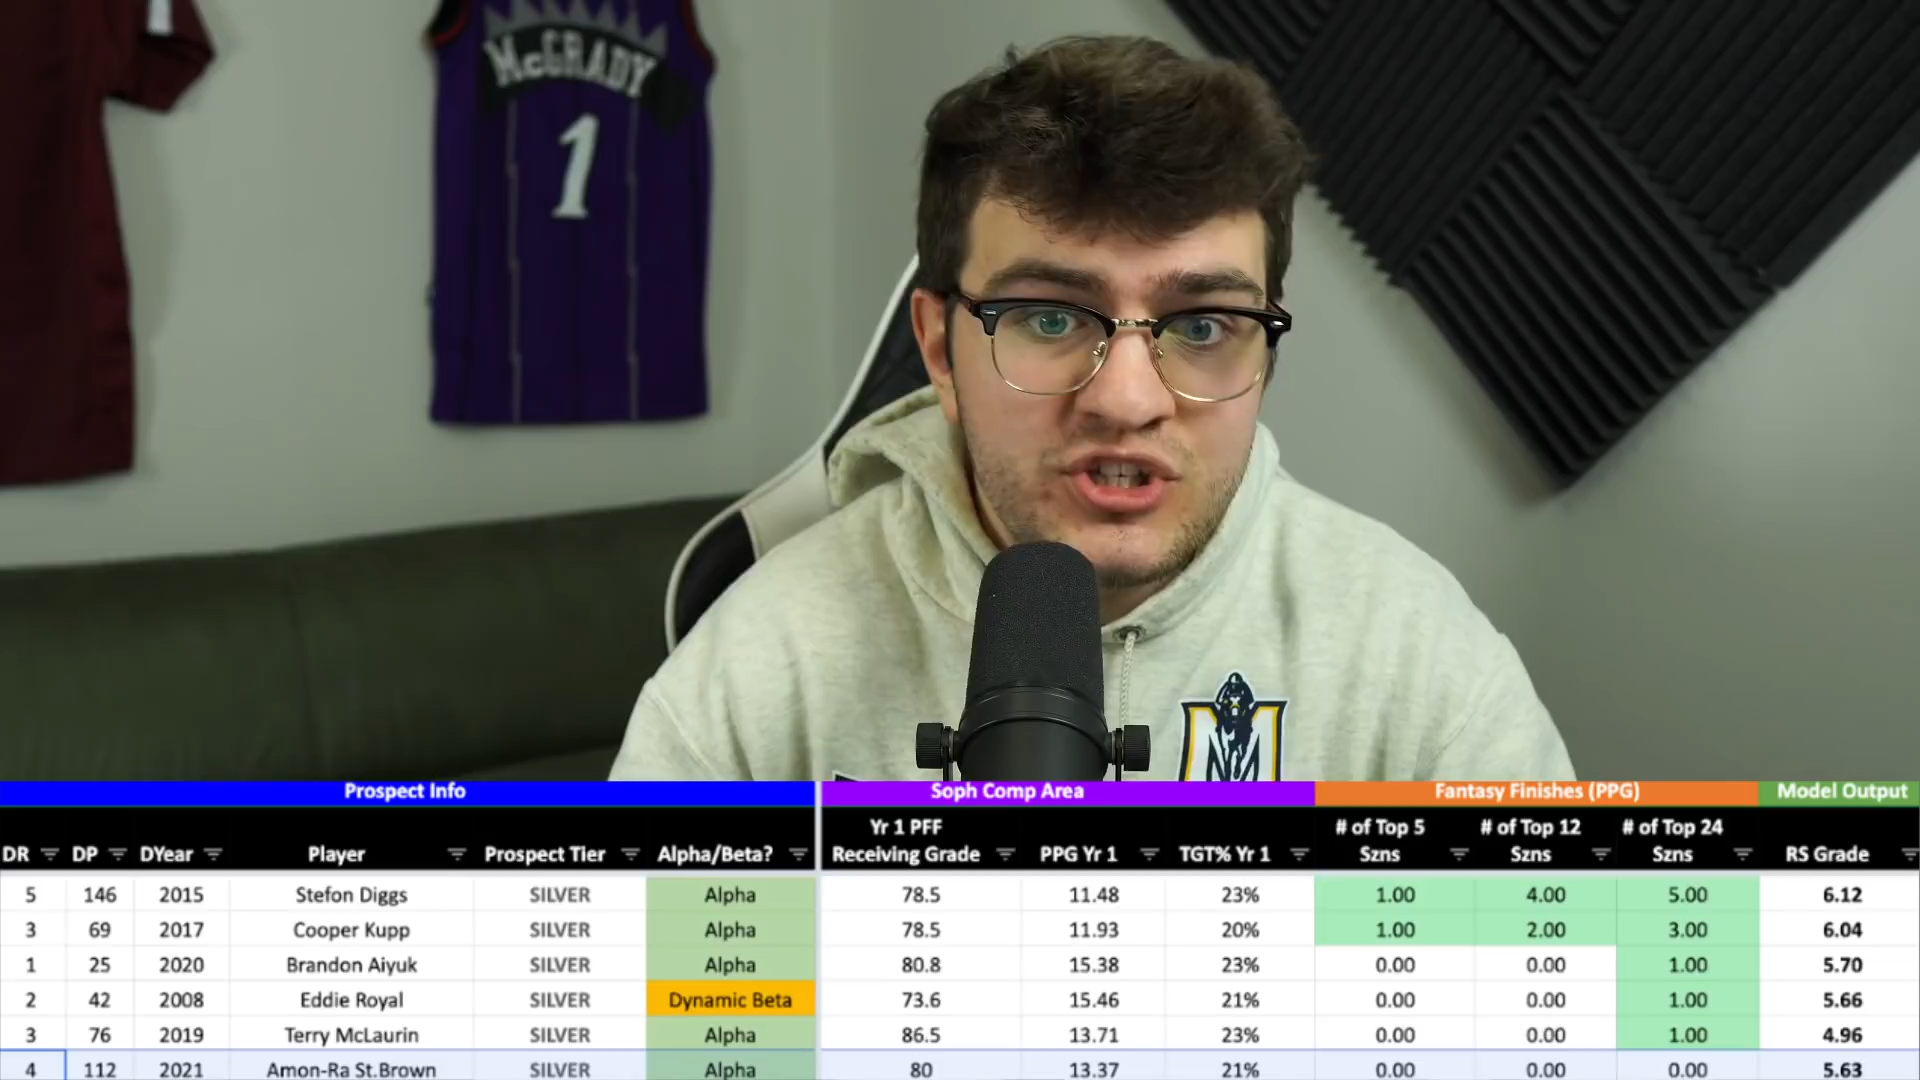 McGRADY
1
M
Prospect Info Soph Comp Area Fantasy Finishes (PPG) Model Output
DR DP DYear Player Prospect Tier Alpha/Beta? Yr 1 PFF Receiving Grade PPG Yr 1 TGT% Yr 1 # of Top 5 Szns # of Top 12 Szns # of Top 24 Szns RS Grade
5 146 2015 Stefon Diggs SILVER Alpha 78.5 11.48 23% 1.00 4.00 5.00 6.12
3 69 2017 Cooper Kupp SILVER Alpha 78.5 11.93 20% 1.00 2.00 3.00 6.04
1 25 2020 Brandon Aiyuk SILVER Alpha 80.8 15.38 23% 0.00 0.00 1.00 5.70
2 42 2008 Eddie Royal SILVER Dynamic Beta 73.6 15.46 21% 0.00 0.00 1.00 5.66
3 76 2019 Terry McLaurin SILVER Alpha 86.5 13.71 23% 0.00 0.00 1.00 4.96
4 112 2021 Amon-Ra St.Brown SILVER Alpha 80 13.37 21% 0.00 0.00 0.00 5.63